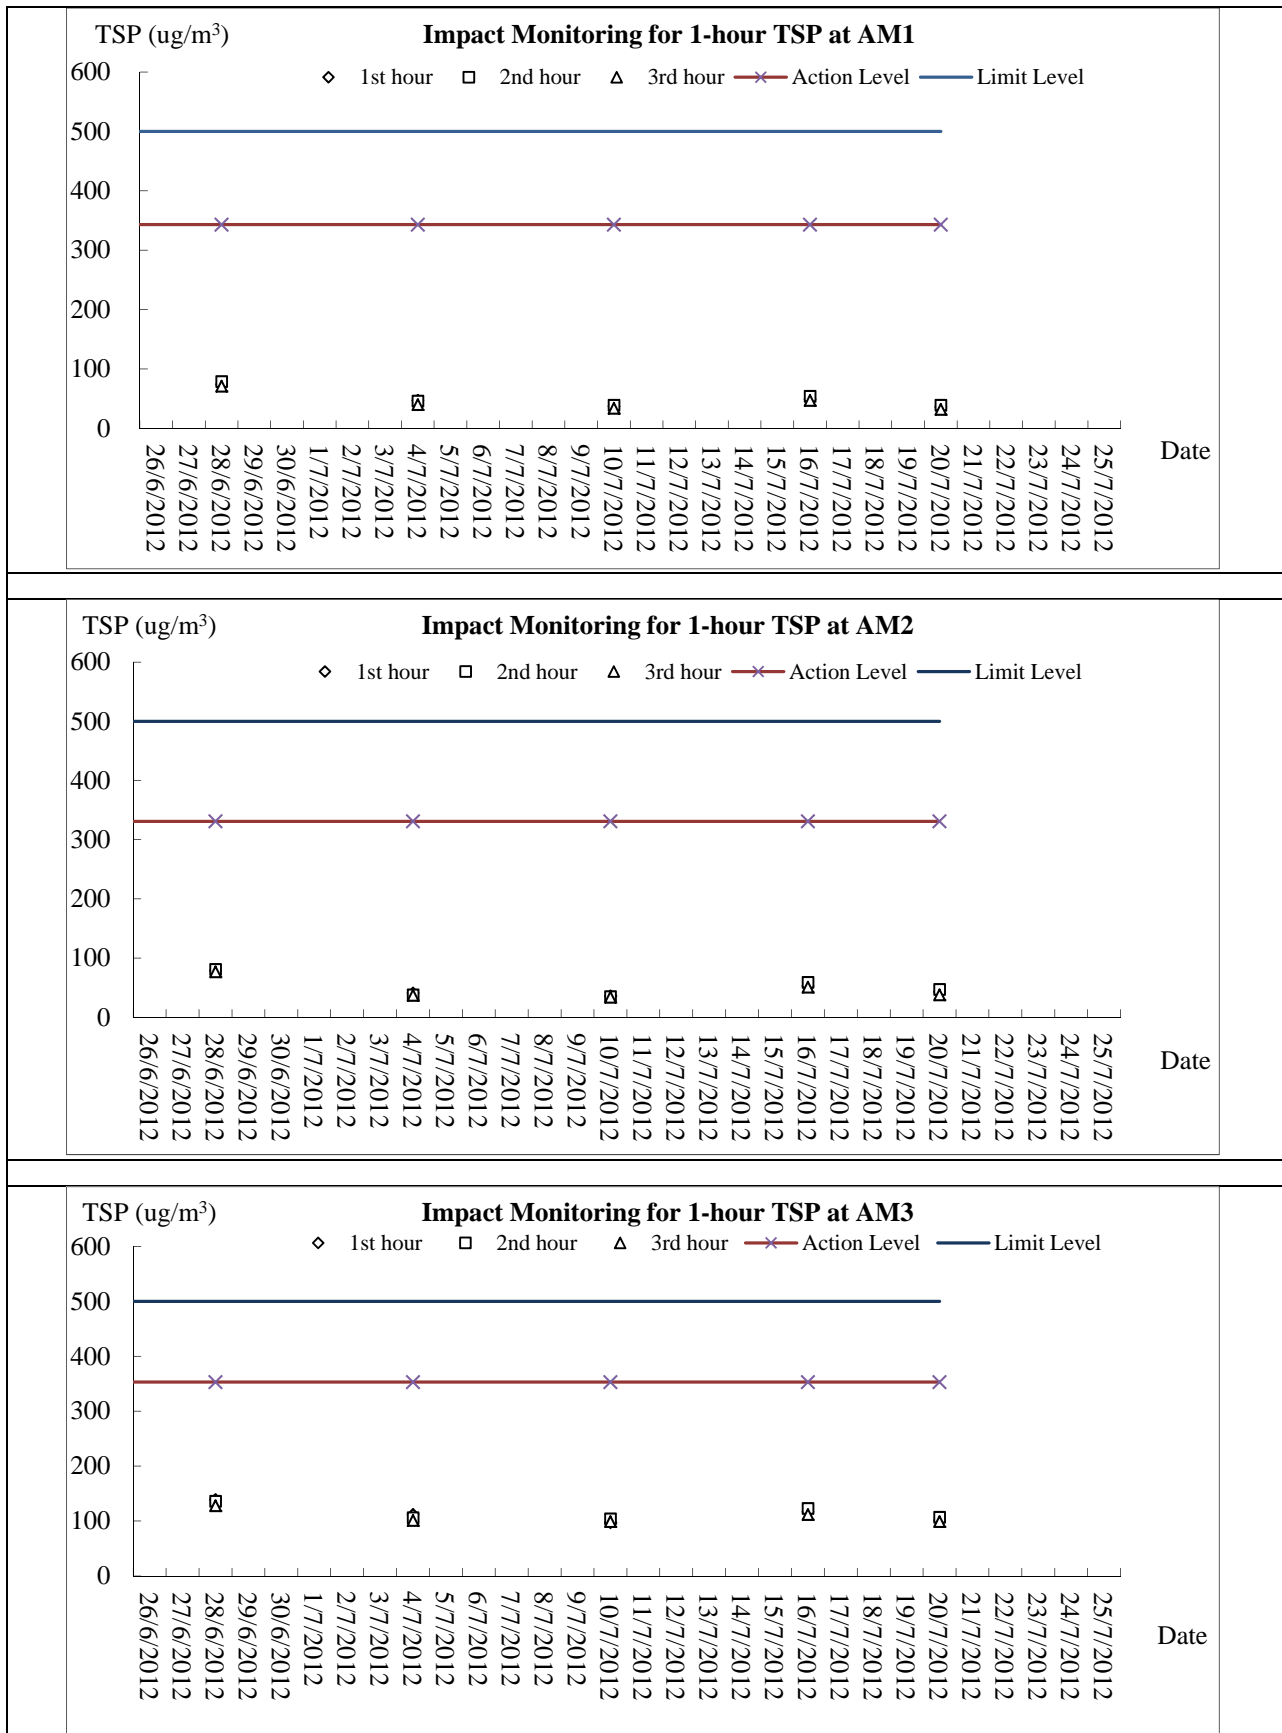 TSP (ug/m³) Impact Monitoring for 1-hour TSP at AM1
1st hour 2nd hour 3rd hour Action Level Limit Level
600
500
400
300
200
100
0
26/6/2012 27/6/2012 28/6/2012 29/6/2012 30/6/2012 1/7/2012 2/7/2012 3/7/2012 4/7/2012 5/7/2012 6/7/2012 7/7/2012 8/7/2012 9/7/2012 10/7/2012 11/7/2012 12/7/2012 13/7/2012 14/7/2012 15/7/2012 16/7/2012 17/7/2012 18/7/2012 19/7/2012 20/7/2012 21/7/2012 22/7/2012 23/7/2012 24/7/2012 25/7/2012 Date
TSP (ug/m³) Impact Monitoring for 1-hour TSP at AM2
600
1st hour 2nd hour 3rd hour Action Level Limit Level
500
400
300
200
100
0
26/6/2012 27/6/2012 28/6/2012 29/6/2012 30/6/2012 1/7/2012 2/7/2012 3/7/2012 4/7/2012 5/7/2012 6/7/2012 7/7/2012 8/7/2012 9/7/2012 10/7/2012 11/7/2012 12/7/2012 13/7/2012 14/7/2012 15/7/2012 16/7/2012 17/7/2012 18/7/2012 19/7/2012 20/7/2012 21/7/2012 22/7/2012 23/7/2012 24/7/2012 25/7/2012 Date
TSP (ug/m³) Impact Monitoring for 1-hour TSP at AM3
1st hour 2nd hour 3rd hour Action Level Limit Level
600
500
400
300
200
100
0
26/6/2012 27/6/2012 28/6/2012 29/6/2012 30/6/2012 1/7/2012 2/7/2012 3/7/2012 4/7/2012 5/7/2012 6/7/2012 7/7/2012 8/7/2012 9/7/2012 10/7/2012 11/7/2012 12/7/2012 13/7/2012 14/7/2012 15/7/2012 16/7/2012 17/7/2012 18/7/2012 19/7/2012 20/7/2012 21/7/2012 22/7/2012 23/7/2012 24/7/2012 25/7/2012 Date